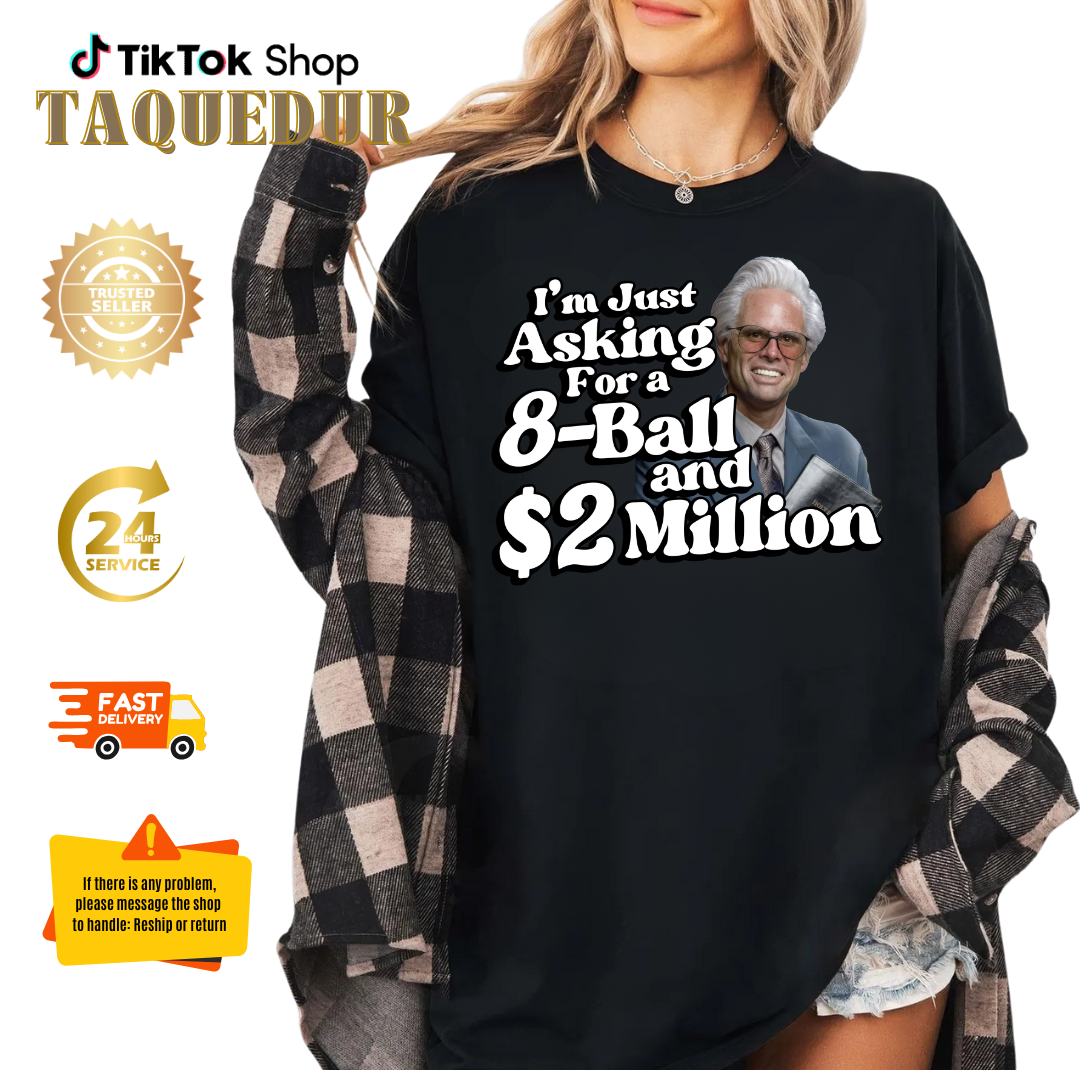 TikTok Shop
TAQUEDUR
TRUSTED
SELLER
24
HOURS
SERVICE
FAST
DELIVERY
If there is any problem,
please message the shop
to handle: Reship or return
I'm Just
Asking
For a
8-Ball
and
$2 Million